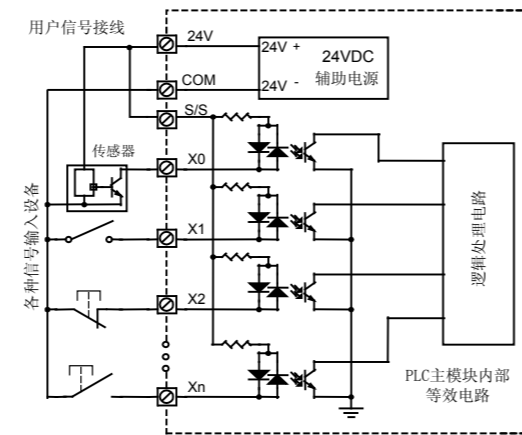 用户信号接线
24V
24V +
24VDC
辅助电源
COM
24V -
S/S
传感器
X0
各种信号输入设备
X1
逻辑处理电路
X2
PLC主模块内部
等效电路
Xn